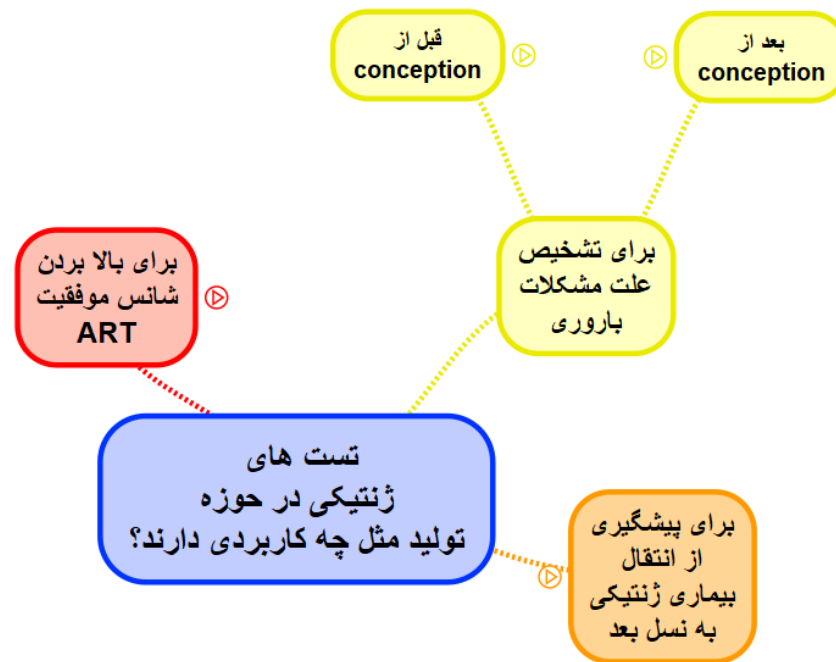 قبل از
conception
بعد از
conception
برای تشخیص
علت مشکلات
باروری
برای بالا بردن
شانس موفقیت
ART
تست های
ژنتیکی در حوزه
تولید مثل چه کاربردی دارند؟
برای پیشگیری
از انتقال
بیماری ژنتیکی
به نسل بعد